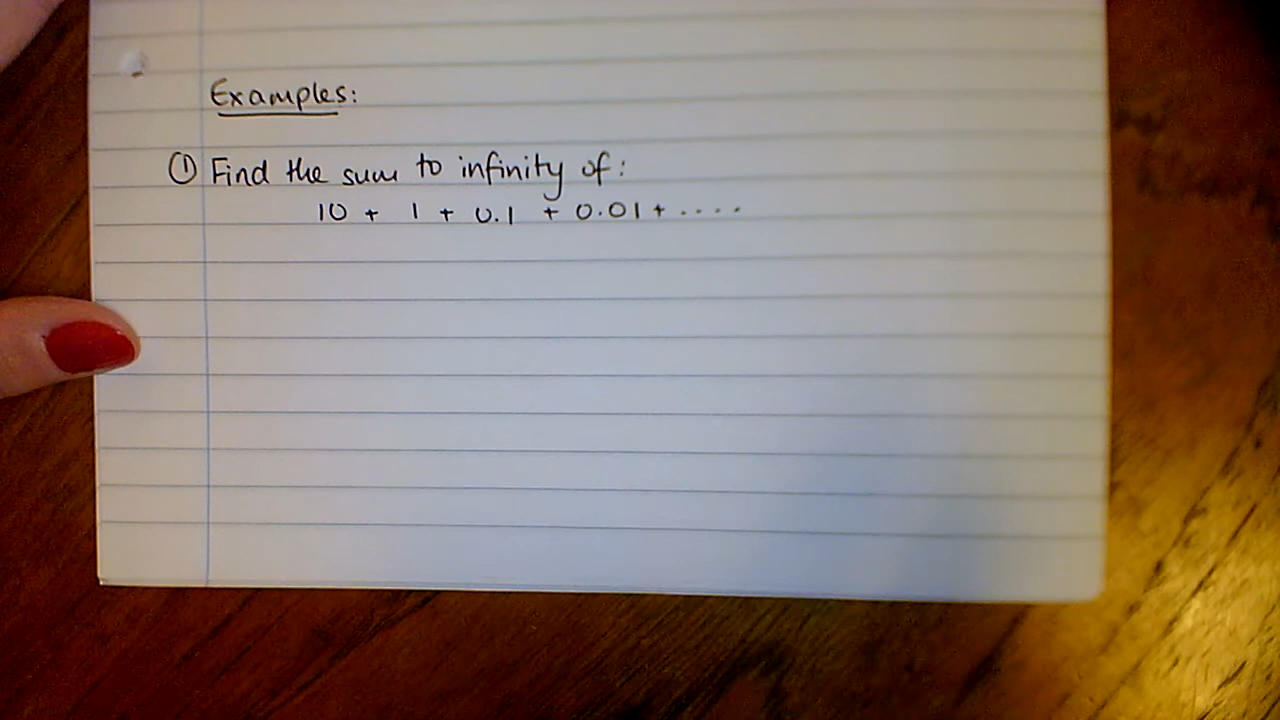 Examples:
① Find the sum to infinity of:
10 + 1 + 0.1 + 0.01 + ....